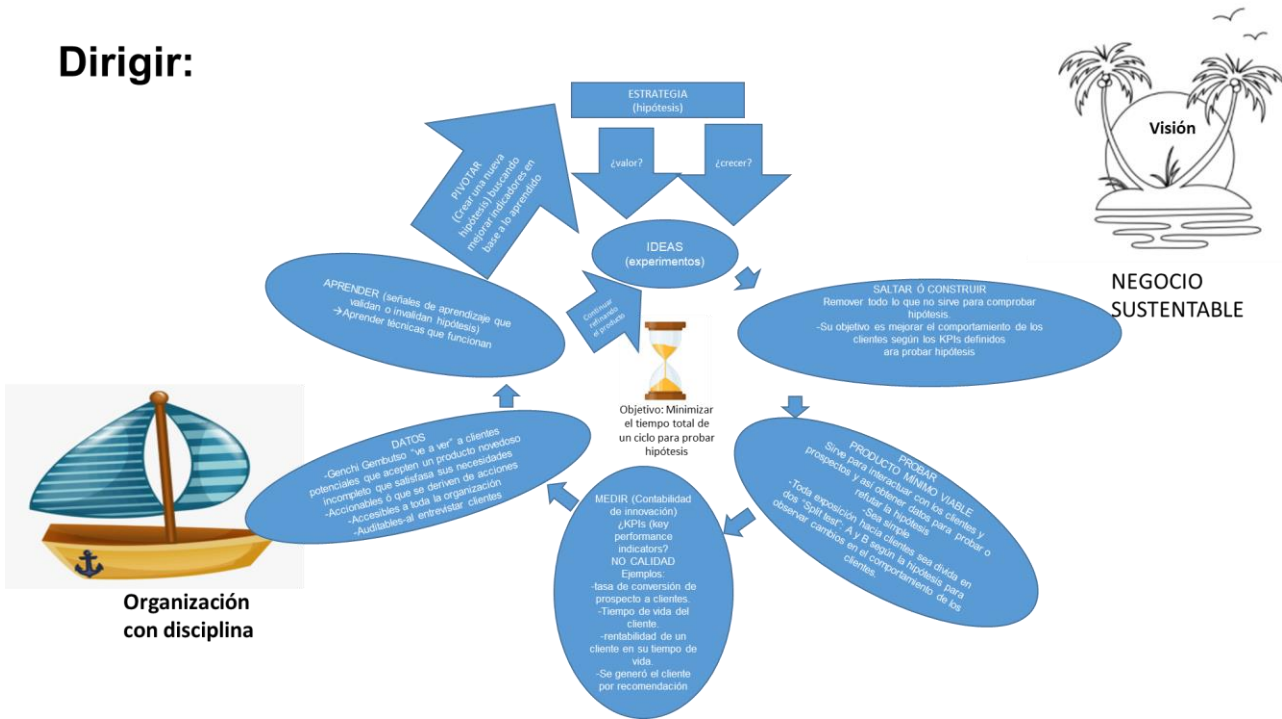 Dirigir:
ESTRATEGIA
(hipótesis)
¿valor?
¿crecer?
Visión
NEGOCIO
SUSTENTABLE
PIVOTAR
(Crear una nueva
hipótesis) buscando
mejorar indicadores en
base a lo aprendido
IDEAS
(experimentos)
SALTAR Ó CONSTRUIR
Remover todo lo que no sirve para comprobar
hipótesis.
-Su objetivo es mejorar el comportamiento de los
clientes según los KPIs definidos
ara probar hipótesis
APRENDER (señales de aprendizaje que
validan o invalidan hipótesis)
→Aprender técnicas que funcionan
Continuar
refinando
el producto
Objetivo: Minimizar
el tiempo total de
un ciclo para probar
hipótesis
PROBAR
PRODUCTO MÍNIMO VIABLE
Sirve para interactuar con los clientes y
prospectos y así obtener datos para probar o
refutar la hipótesis
-Sea simple
-Toda exposición hacia clientes sea divida en
dos "Split test": A y B según la hipótesis para
observar cambios en el comportamiento de los
clientes.
MEDIR (Contabilidad
de innovación)
¿KPIs (key
performance
indicators?
NO CALIDAD
Ejemplos:
-tasa de conversión de
prospecto a clientes.
-Tiempo de vida del
cliente.
-rentabilidad de un
cliente en su tiempo de
vida.
-Se generó el cliente
por recomendación
DATOS
-Genchi Gembutso "ve a ver" a clientes
potenciales que acepten un producto novedoso
incompleto que satisfasa sus necesidades
-Accionables ó que se deriven de acciones
-Accesibles a toda la organización
-Auditables-al entrevistar clientes
Organización
con disciplina